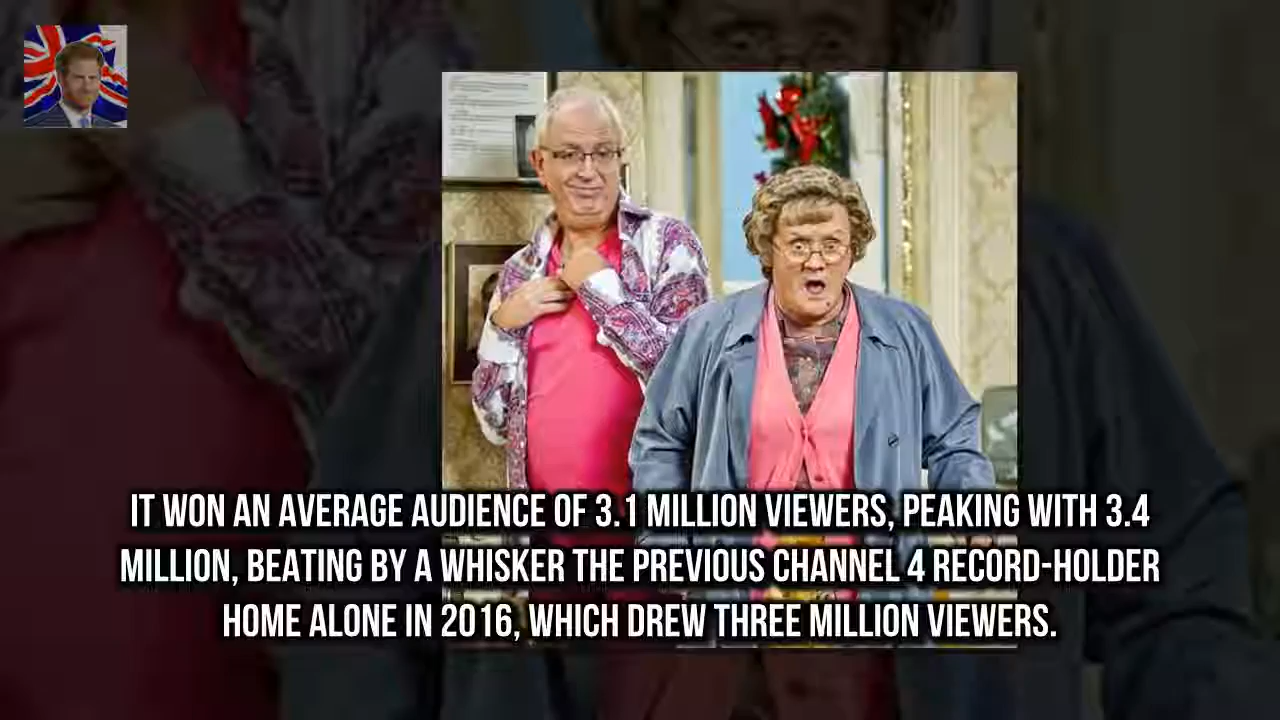 IT WON AN AVERAGE AUDIENCE OF 3.1 MILLION VIEWERS, PEAKING WITH 3.4
MILLION, BEATING BY A WHISKER THE PREVIOUS CHANNEL 4 RECORD-HOLDER
HOME ALONE IN 2016, WHICH DREW THREE MILLION VIEWERS.